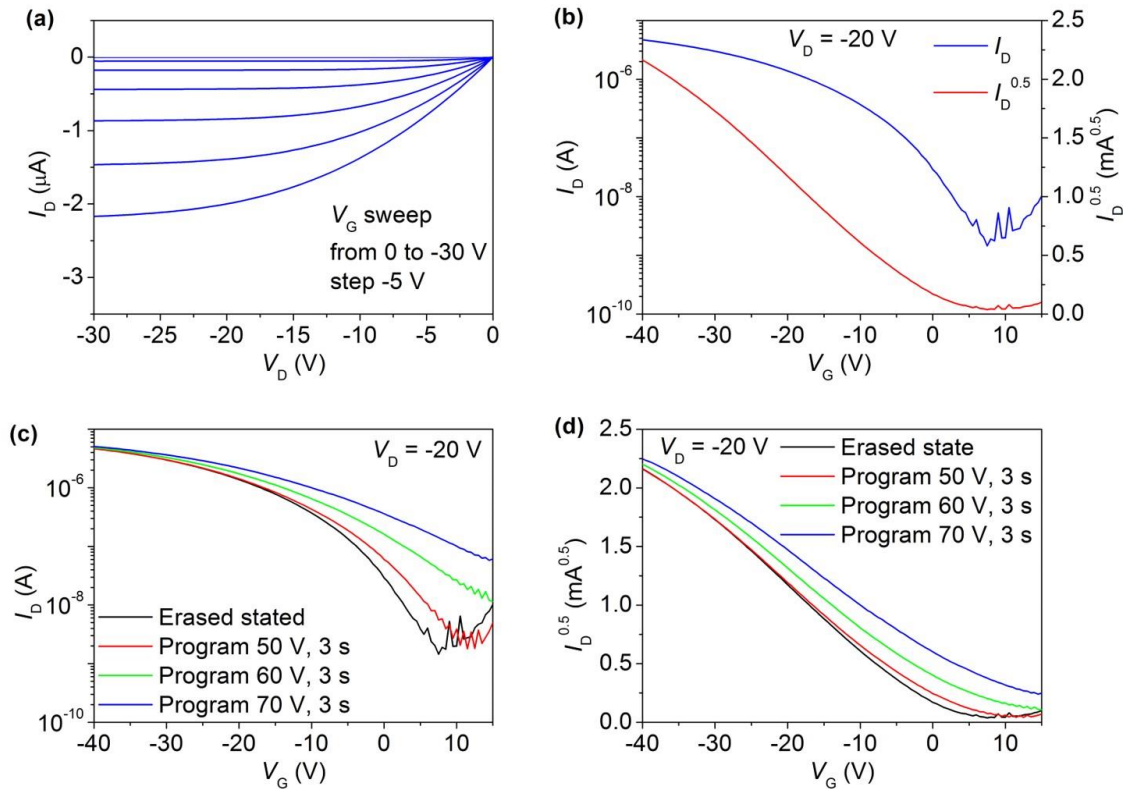 (a)
0
-1
-2
-3
I_D (μA)
V_G sweep
from 0 to -30 V
step -5 V
-30 -25 -20 -15 -10 -5 0
V_D (V)
(b)
V_D = -20 V
I_D
I_D^0.5
10^-6
10^-8
10^-10
I_D (A)
2.5
2.0
1.5
1.0
0.5
0.0
I_D^0.5 (mA^0.5)
-40 -30 -20 -10 0 10
V_G (V)
(c)
V_D = -20 V
10^-6
10^-8
10^-10
I_D (A)
Erased stated
Program 50 V, 3 s
Program 60 V, 3 s
Program 70 V, 3 s
-40 -30 -20 -10 0 10
V_G (V)
(d)
V_D = -20 V
Erased state
Program 50 V, 3 s
Program 60 V, 3 s
Program 70 V, 3 s
2.5
2.0
1.5
1.0
0.5
0.0
I_D^0.5 (mA^0.5)
-40 -30 -20 -10 0 10
V_G (V)